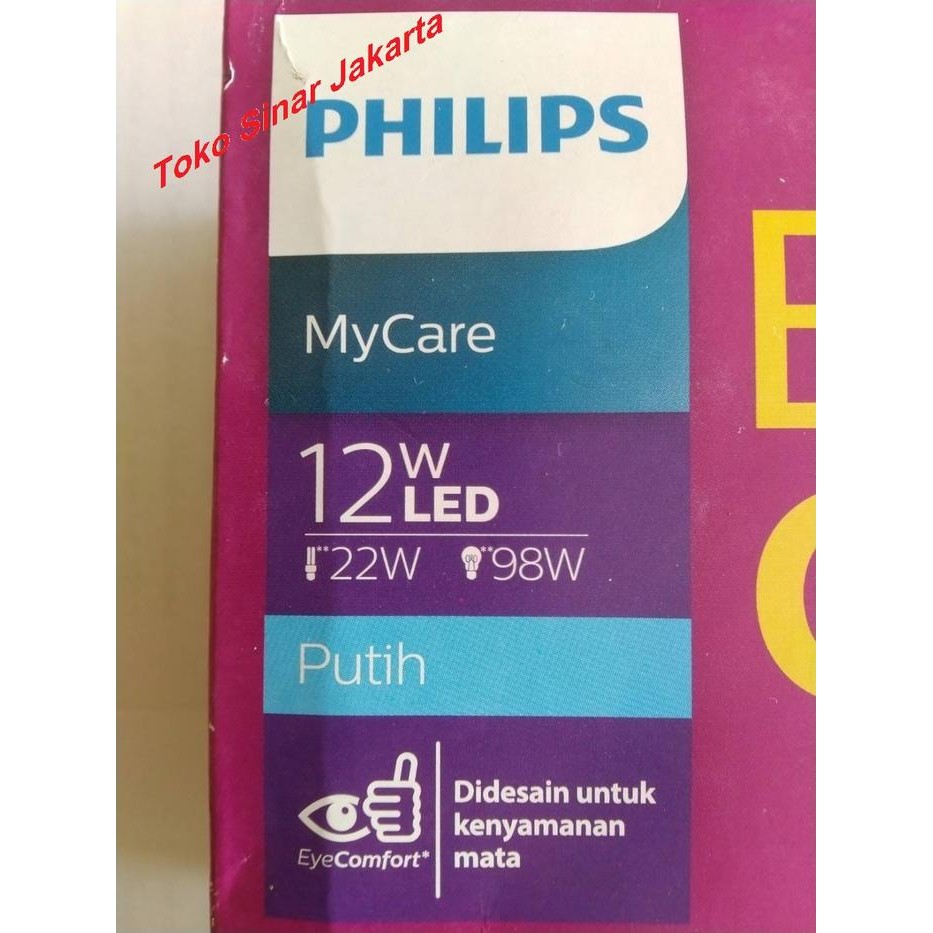 Toko Sinar Jakarta
PHILIPS
MyCare
12W LED
**22W **98W
Putih
EyeComfort*
Didesain untuk
kenyamanan
mata